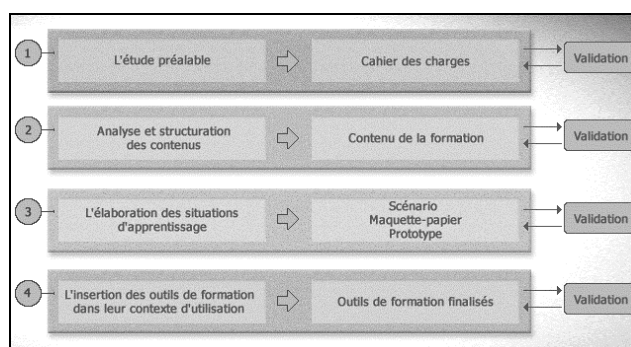 1
L'étude préalable
Cahier des charges
Validation
2
Analyse et structuration
des contenus
Contenu de la formation
Validation
3
L'élaboration des situations
d'apprentissage
Scénario
Maquette-papier
Prototype
Validation
4
L'insertion des outils de formation
dans leur contexte d'utilisation
Outils de formation finalisés
Validation